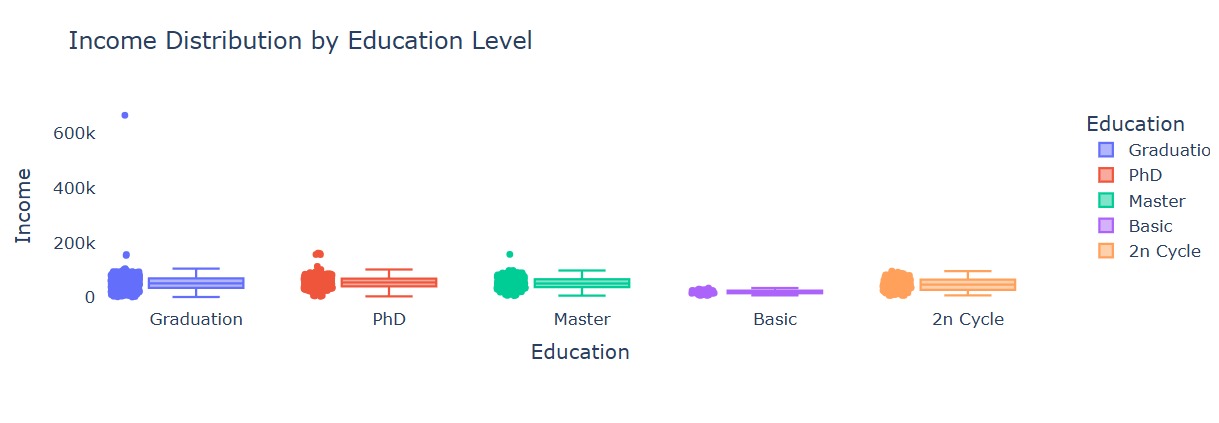 Income Distribution by Education Level
Income
600k
400k
200k
0
Graduation
PhD
Master
Basic
2n Cycle
Education
Education
Graduatio
PhD
Master
Basic
2n Cycle